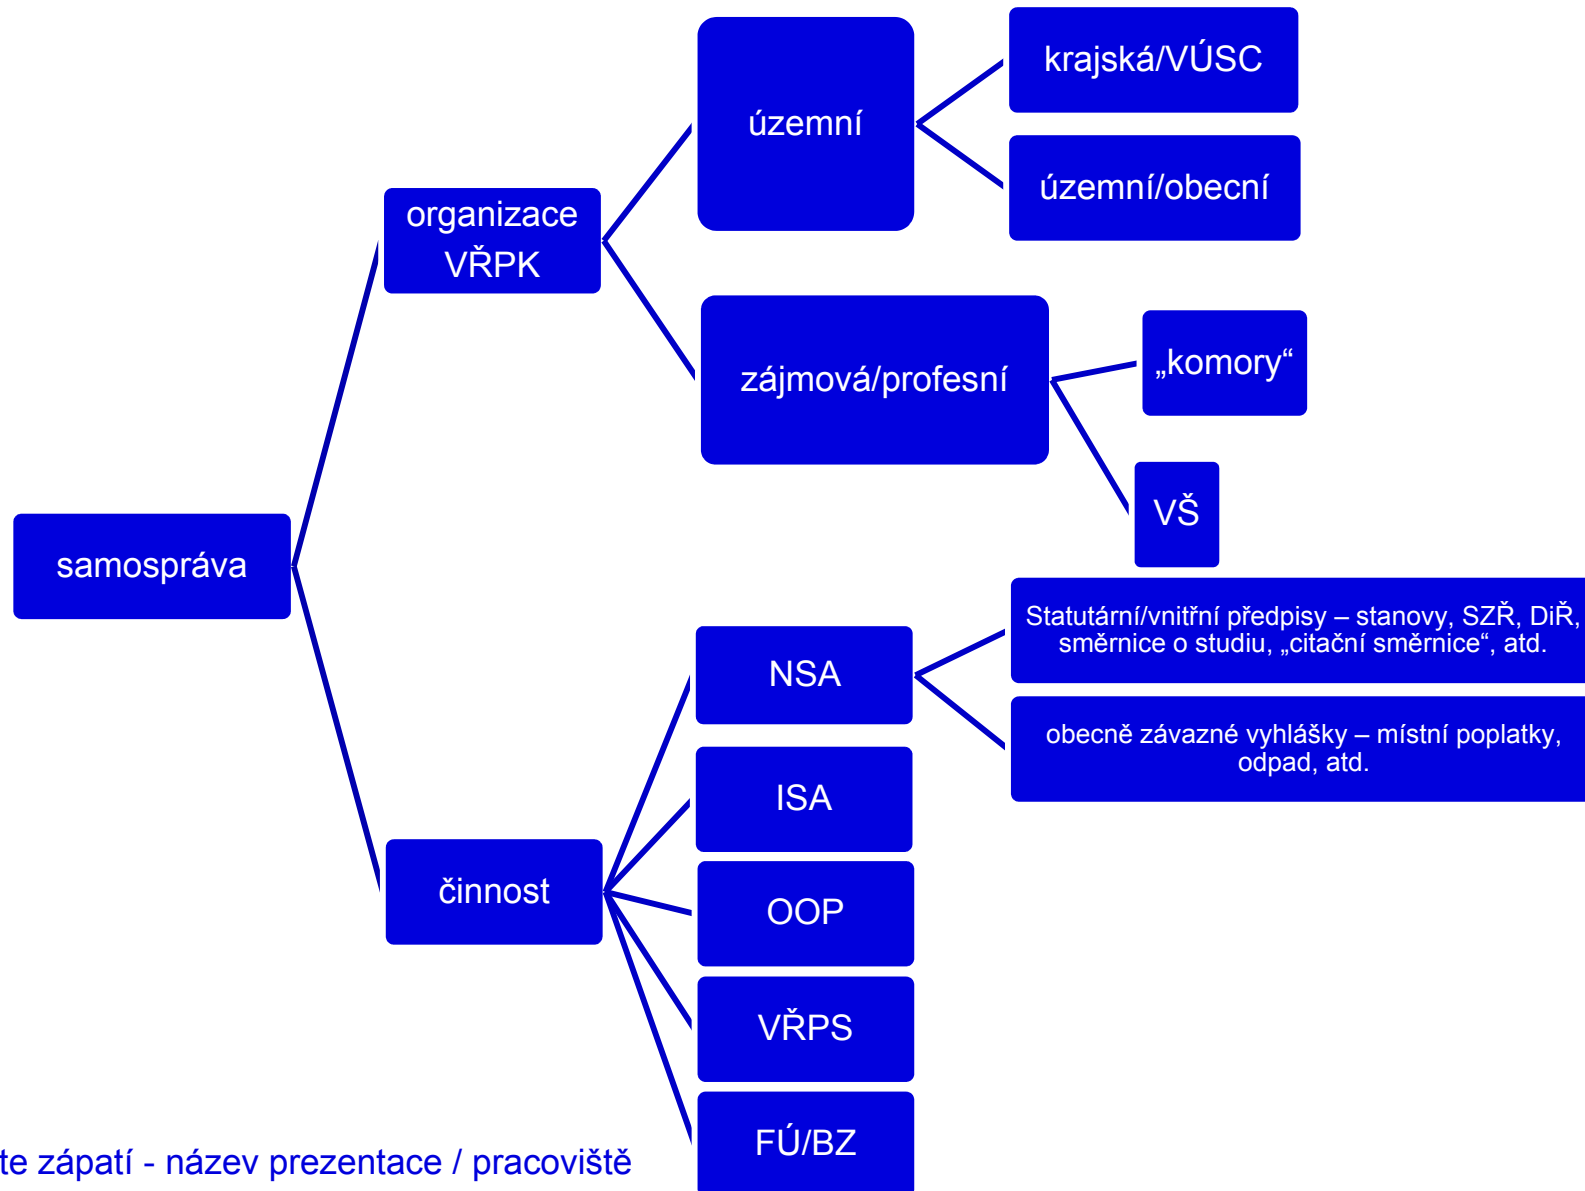 samospráva
organizace
VŘPK
územní
krajská/VÚSC
územní/obecní
zájmová/profesní
„komory“
VŠ
činnost
NSA
Statutární/vnitřní předpisy – stanovy, SZŘ, DiŘ,
směrnice o studiu, „citační směrnice“, atd.
obecně závazné vyhlášky – místní poplatky,
odpad, atd.
ISA
OOP
VŘPS
FÚ/BZ
te zápatí - název prezentace / pracoviště